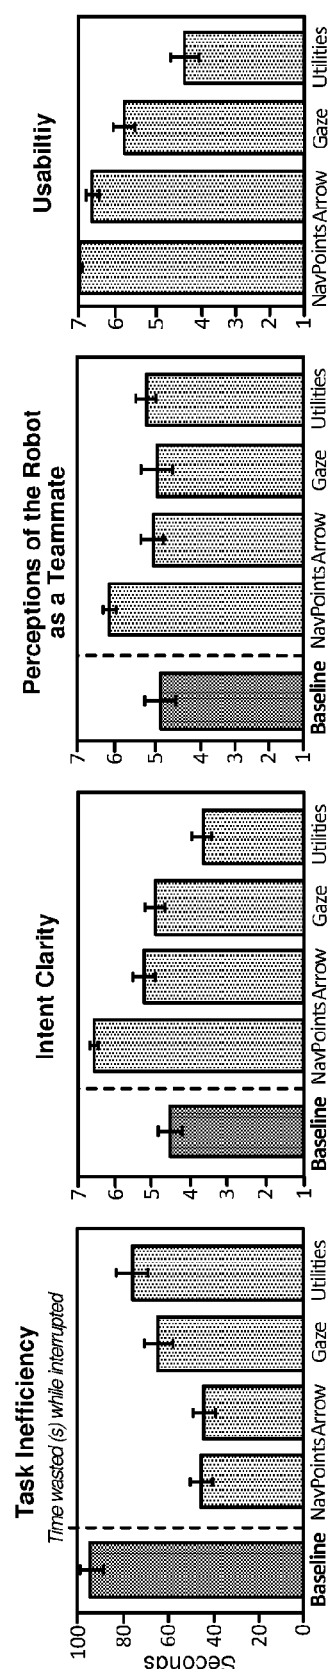 Task Inefficiency
Time wasted (s) while interrupted
Seconds
100
80
60
40
20
0
Baseline NavPoints Arrow Gaze Utilities
Intent Clarity
7
6
5
4
3
2
1
Baseline NavPoints Arrow Gaze Utilities
Perceptions of the Robot
as a Teammate
7
6
5
4
3
2
1
Baseline NavPoints Arrow Gaze Utilities
Usabiltiy
7
6
5
4
3
2
1
NavPoints Arrow Gaze Utilities